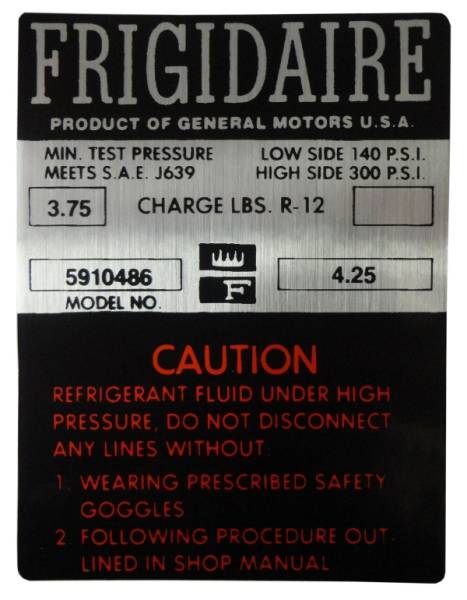 FRIGIDAIRE
PRODUCT OF GENERAL MOTORS U.S.A.
MIN. TEST PRESSURE LOW SIDE 140 P.S.I.
MEETS S.A.E. J639 HIGH SIDE 300 P.S.I.
3.75 CHARGE LBS. R-12
5910486 F 4.25
MODEL NO.
CAUTION
REFRIGERANT FLUID UNDER HIGH
PRESSURE, DO NOT DISCONNECT
ANY LINES WITHOUT:
1. WEARING PRESCRIBED SAFETY
GOGGLES
2. FOLLOWING PROCEDURE OUT-
LINED IN SHOP MANUAL